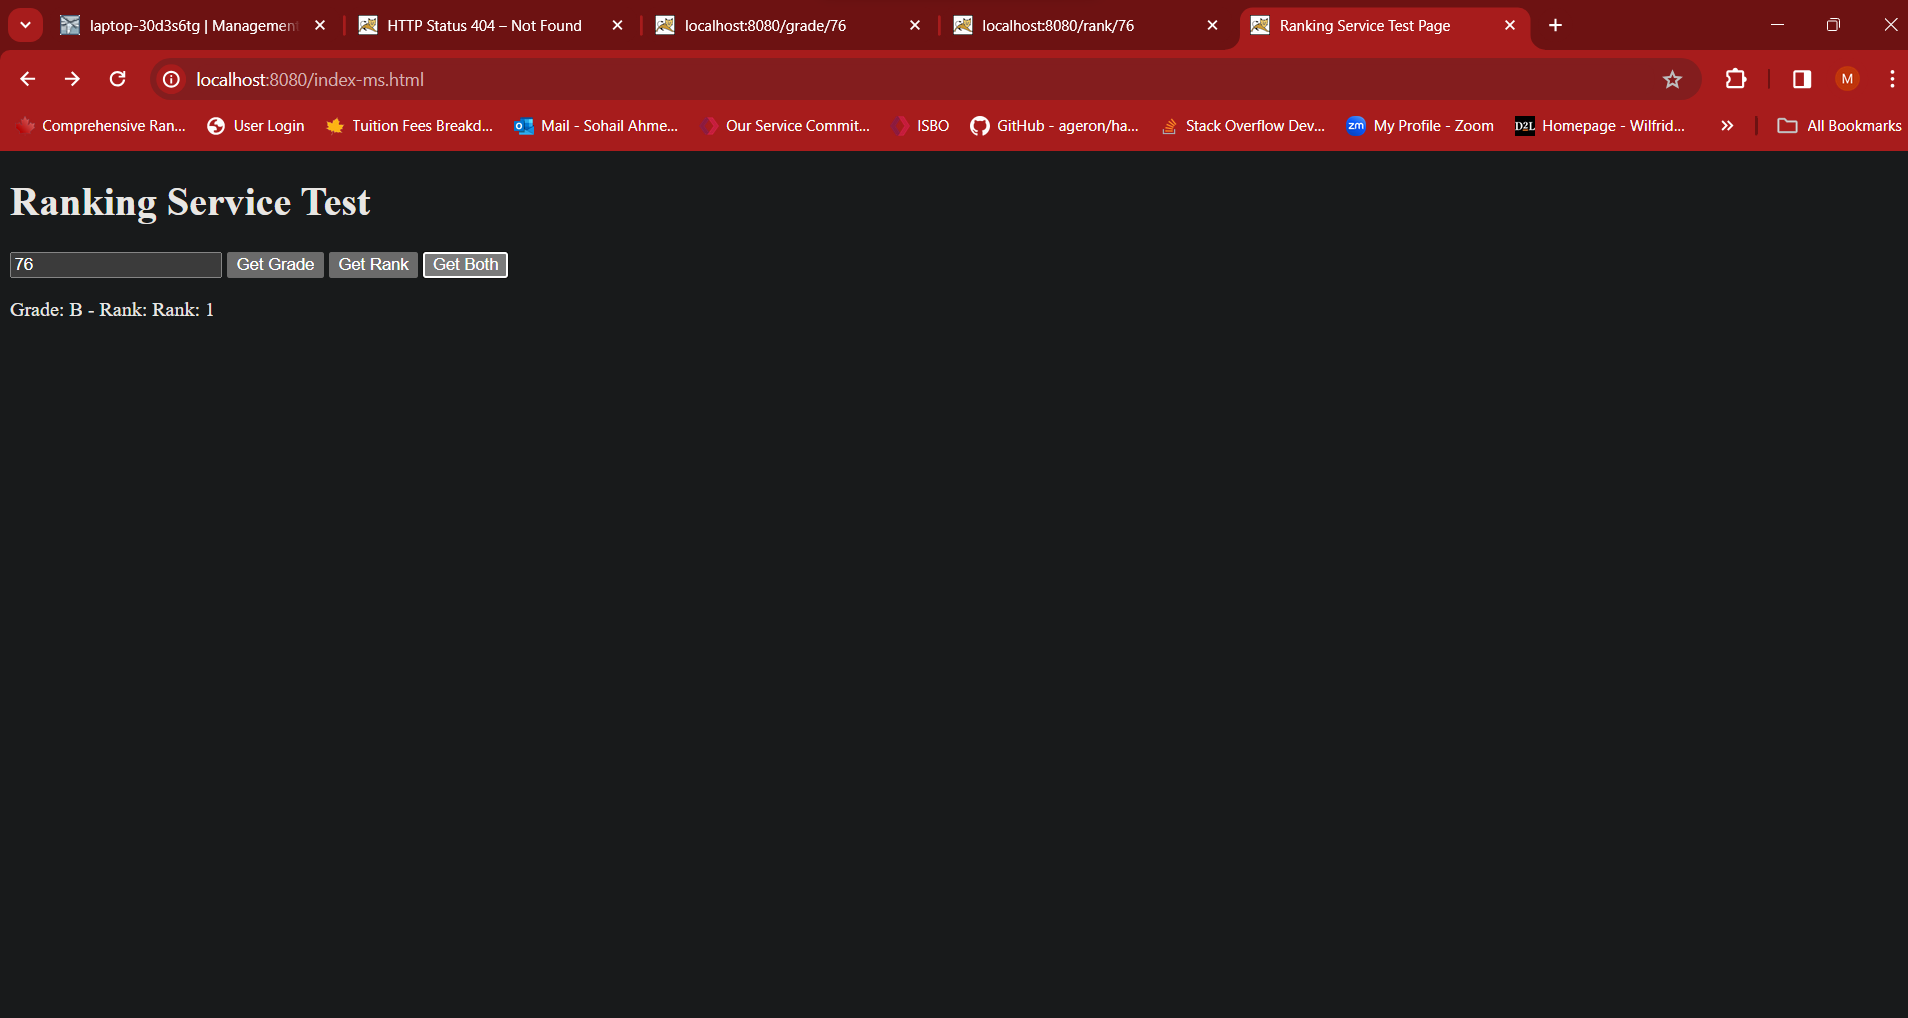 laptop-30d3s6tg | Management HTTP Status 404 – Not Found localhost:8080/grade/76 localhost:8080/rank/76 Ranking Service Test Page
localhost:8080/index-ms.html M
Comprehensive Ran... User Login Tuition Fees Breakd... Mail - Sohail Ahme... Our Service Commit... ISBO GitHub - ageron/ha... Stack Overflow Dev... zm My Profile - Zoom D2L Homepage - Wilfrid... All Bookmarks
Ranking Service Test
76 Get Grade Get Rank Get Both
Grade: B - Rank: Rank: 1